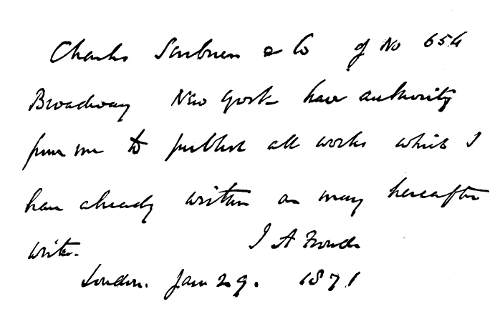 Charles Scribner & Co of No 654
Broadway New York have authority
from me to publish all works which I
have already written or may hereafter
write.
J A Froude
London. Jan 29. 1871